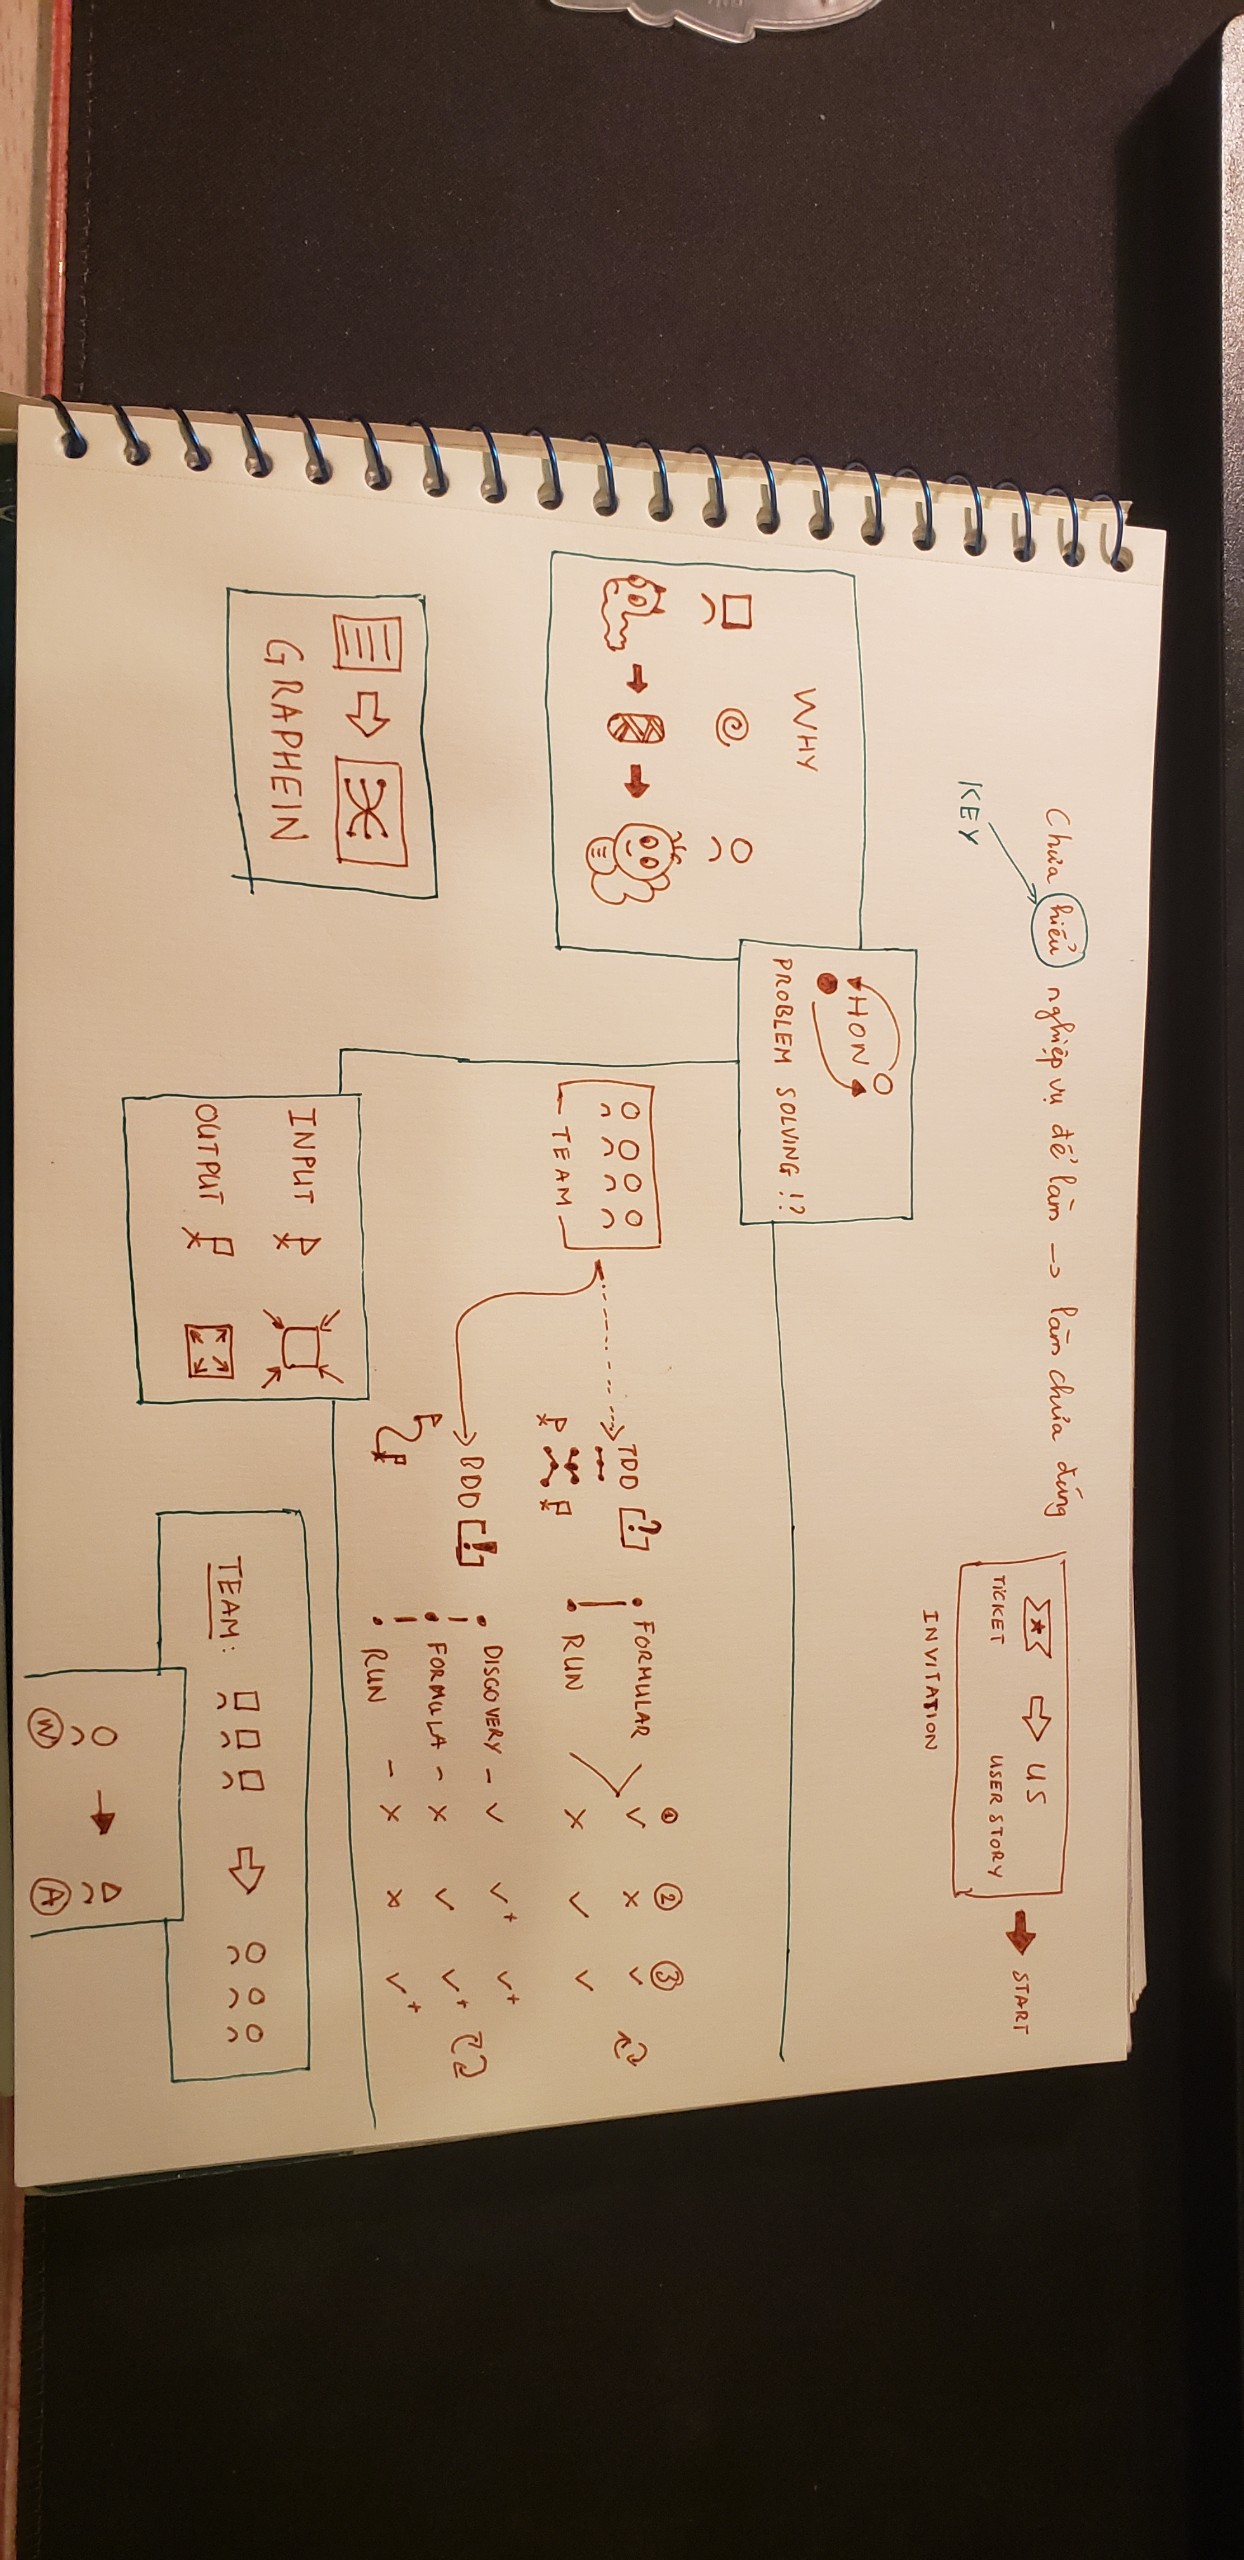 Chưa hiểu nghiệp vụ để làm → làm chưa đúng
KEY
US
TICKET
USER STORY
INVITATION
START
WHY
HON
PROBLEM SOLVING !?
TEAM
TDD [?]
FORMULAR
RUN
① ② ③
✓ x ✓
x ✓ ✓
BDD [!]
DISCOVERY - ✓ ✓+ ✓+
FORMULA - x ✓ ✓+
RUN - x x ✓+
GRAPHEIN
INPUT
OUTPUT
TEAM:
W → A